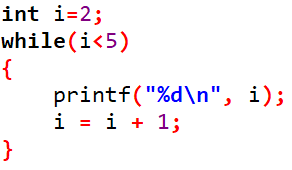 int i=2;
while(i<5)
{
    printf("%d\n", i);
    i = i + 1;
}